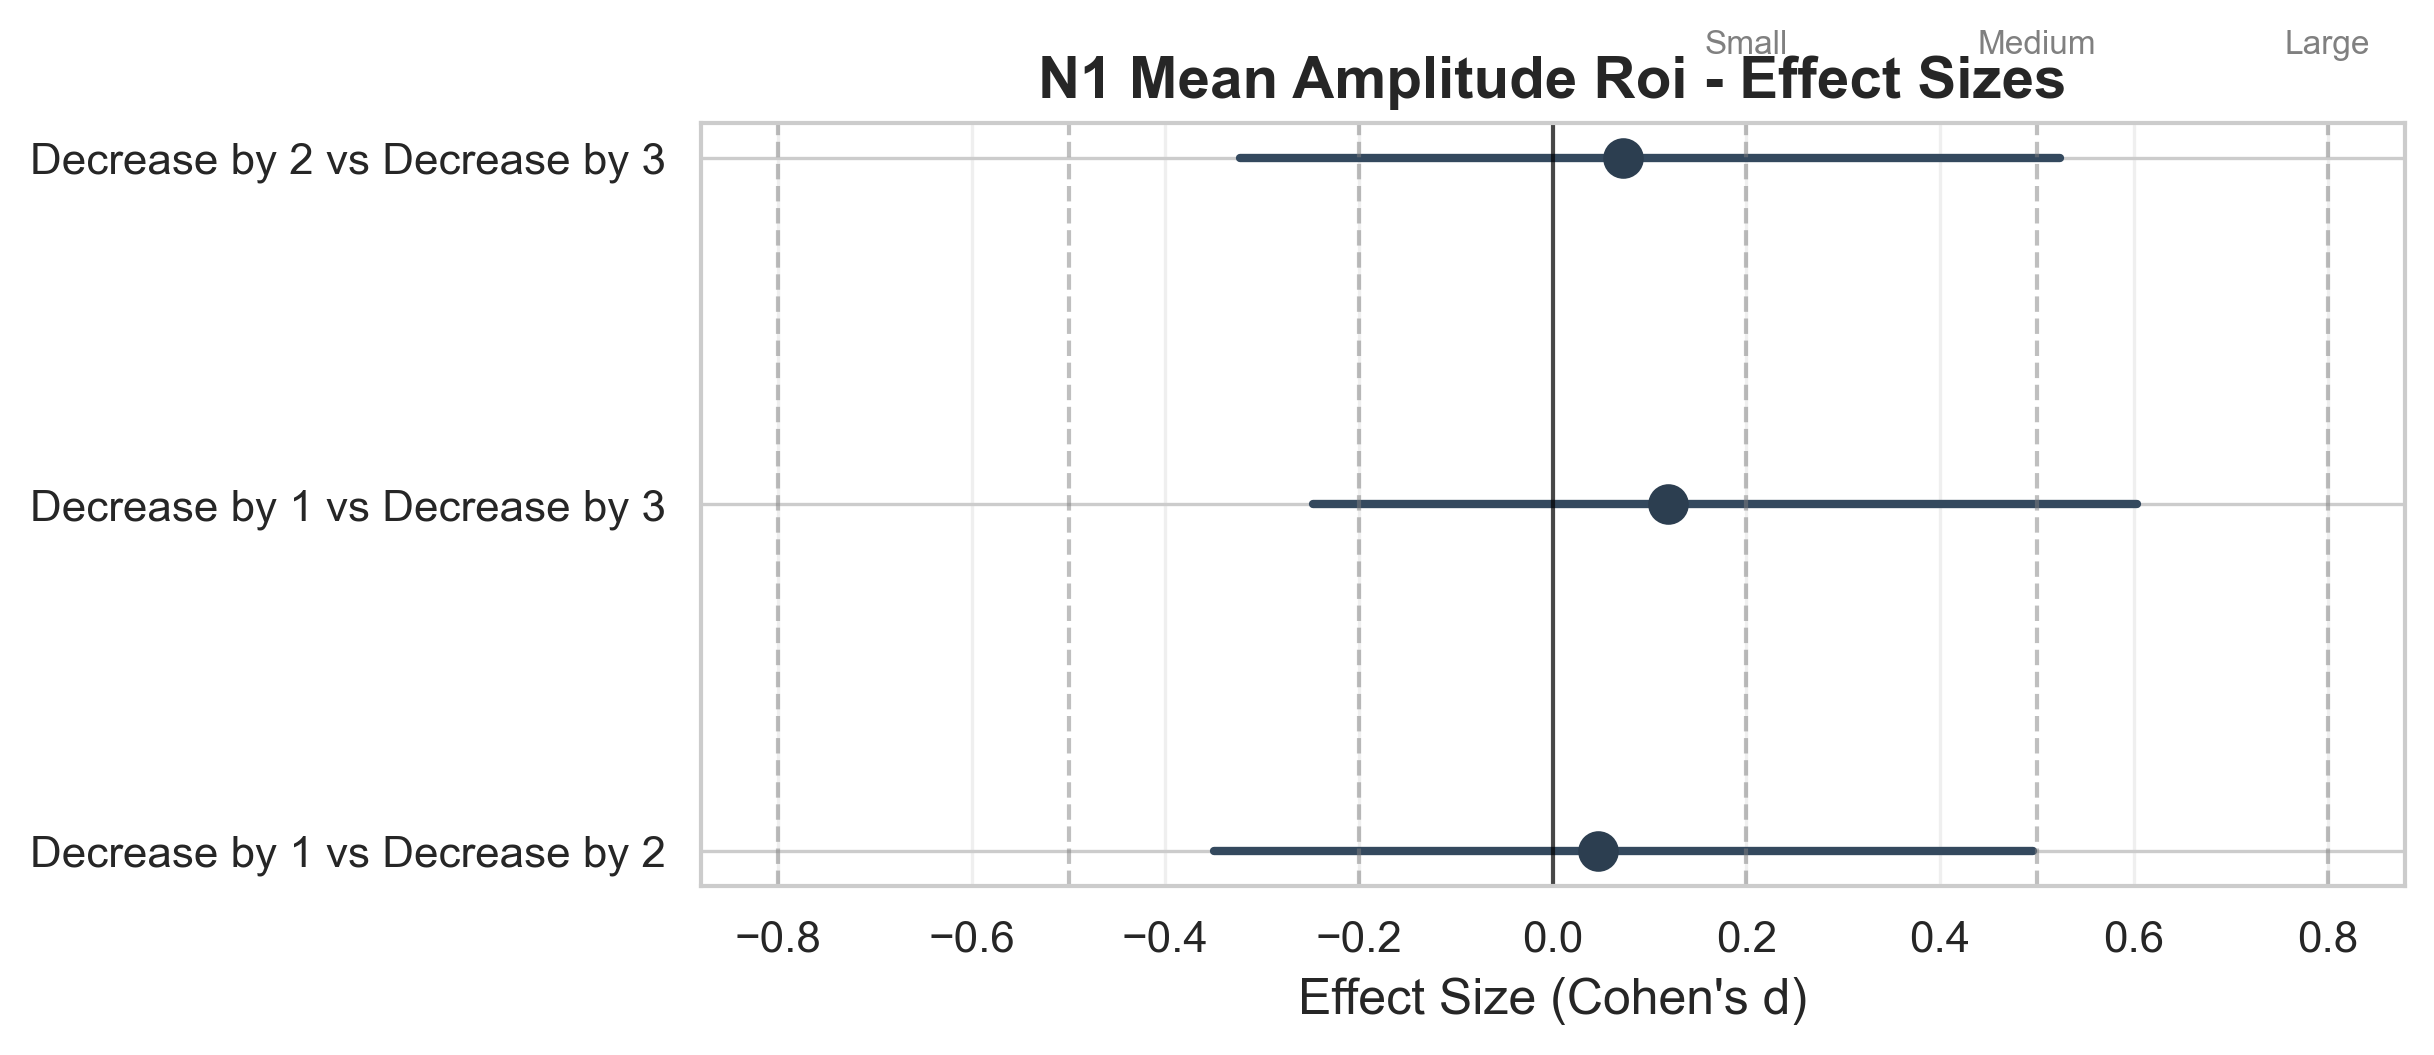 Small Medium Large
N1 Mean Amplitude Roi - Effect Sizes
Decrease by 2 vs Decrease by 3
Decrease by 1 vs Decrease by 3
Decrease by 1 vs Decrease by 2
−0.8 −0.6 −0.4 −0.2 0.0 0.2 0.4 0.6 0.8
Effect Size (Cohen's d)